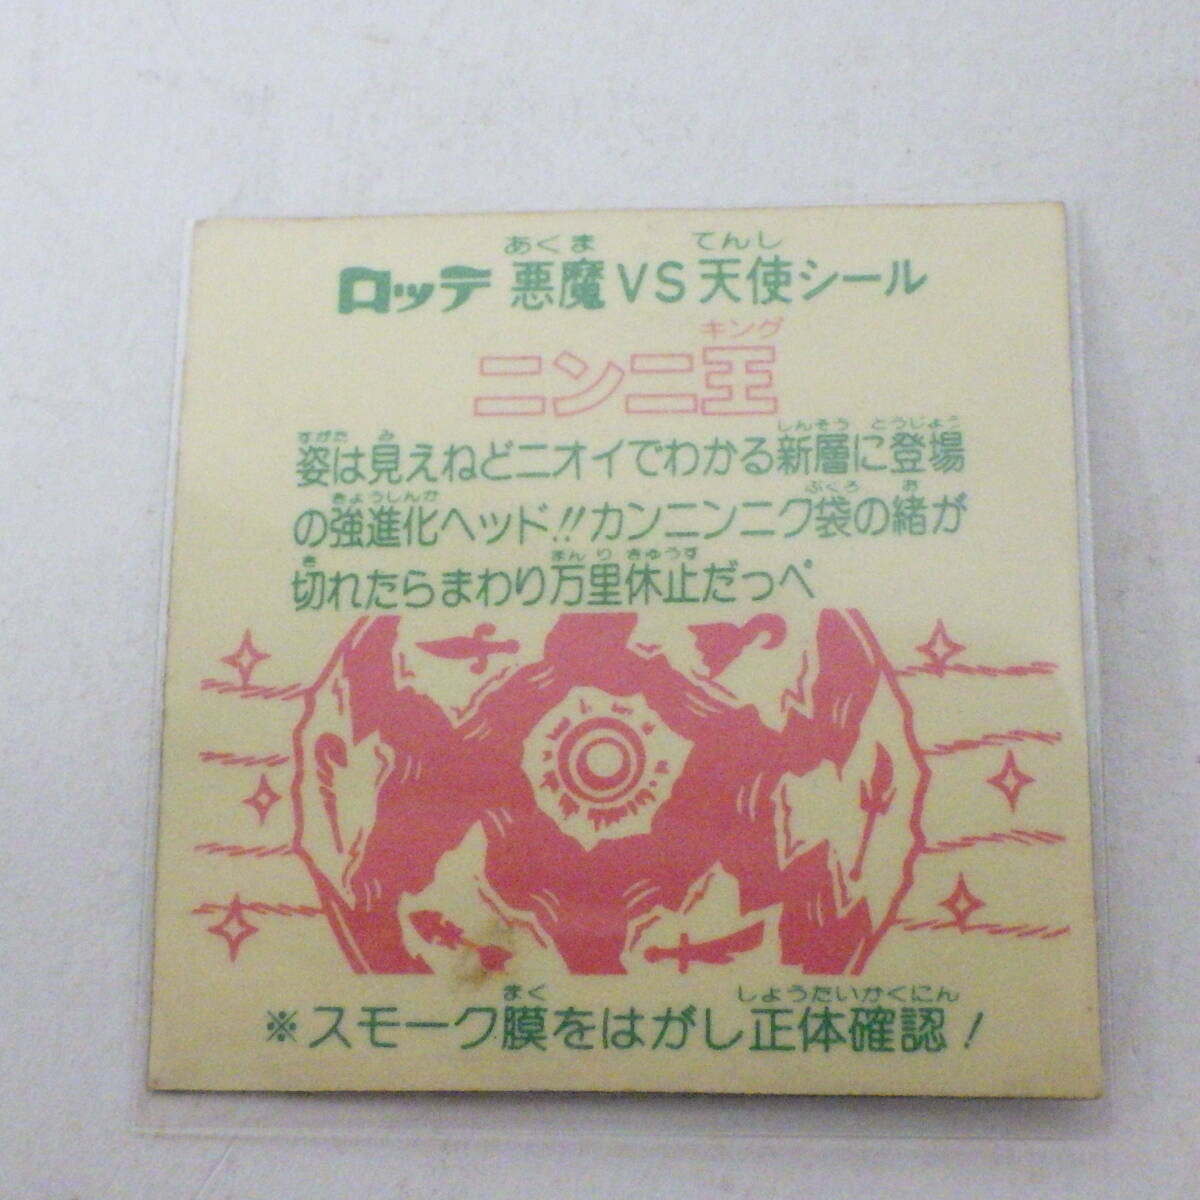 あくま てんし
ロッテ 悪魔VS天使シール
キング
ニンニ王
すがた み しんそう とうじょう
姿は見えねどニオイでわかる新層に登場
きょうしんか ぶくろ お
の強進化ヘッド!!カンニンニク袋の緒が
き まんりきゅうす
切れたらまわり万里休止だっぺ
まく しょうたいかくにん
※スモーク膜をはがし正体確認!